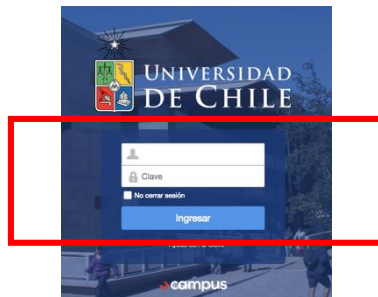 UNIVERSIDAD
DE CHILE
Clave
No cerrar sesión
Ingresar
campus